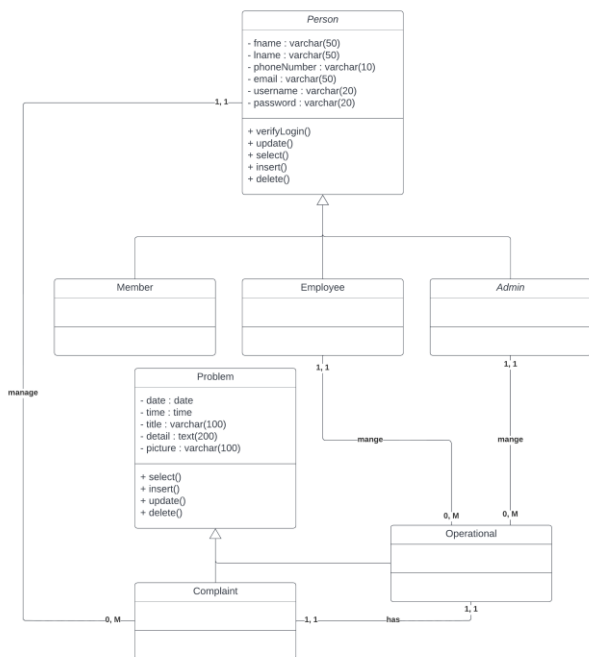 Person
- fname : varchar(50)
- lname : varchar(50)
- phoneNumber : varchar(10)
- email : varchar(50)
- username : varchar(20)
- password : varchar(20)
1, 1
+ verifyLogin()
+ update()
+ select()
+ insert()
+ delete()
Member
Employee
Admin
1, 1
1, 1
Problem
manage
- date : date
- time : time
- title : varchar(100)
- detail : text(200)
- picture : varchar(100)
mange
mange
+ select()
+ insert()
+ update()
+ delete()
0, M
0, M
Operational
Complaint
1, 1
0, M
1, 1
has